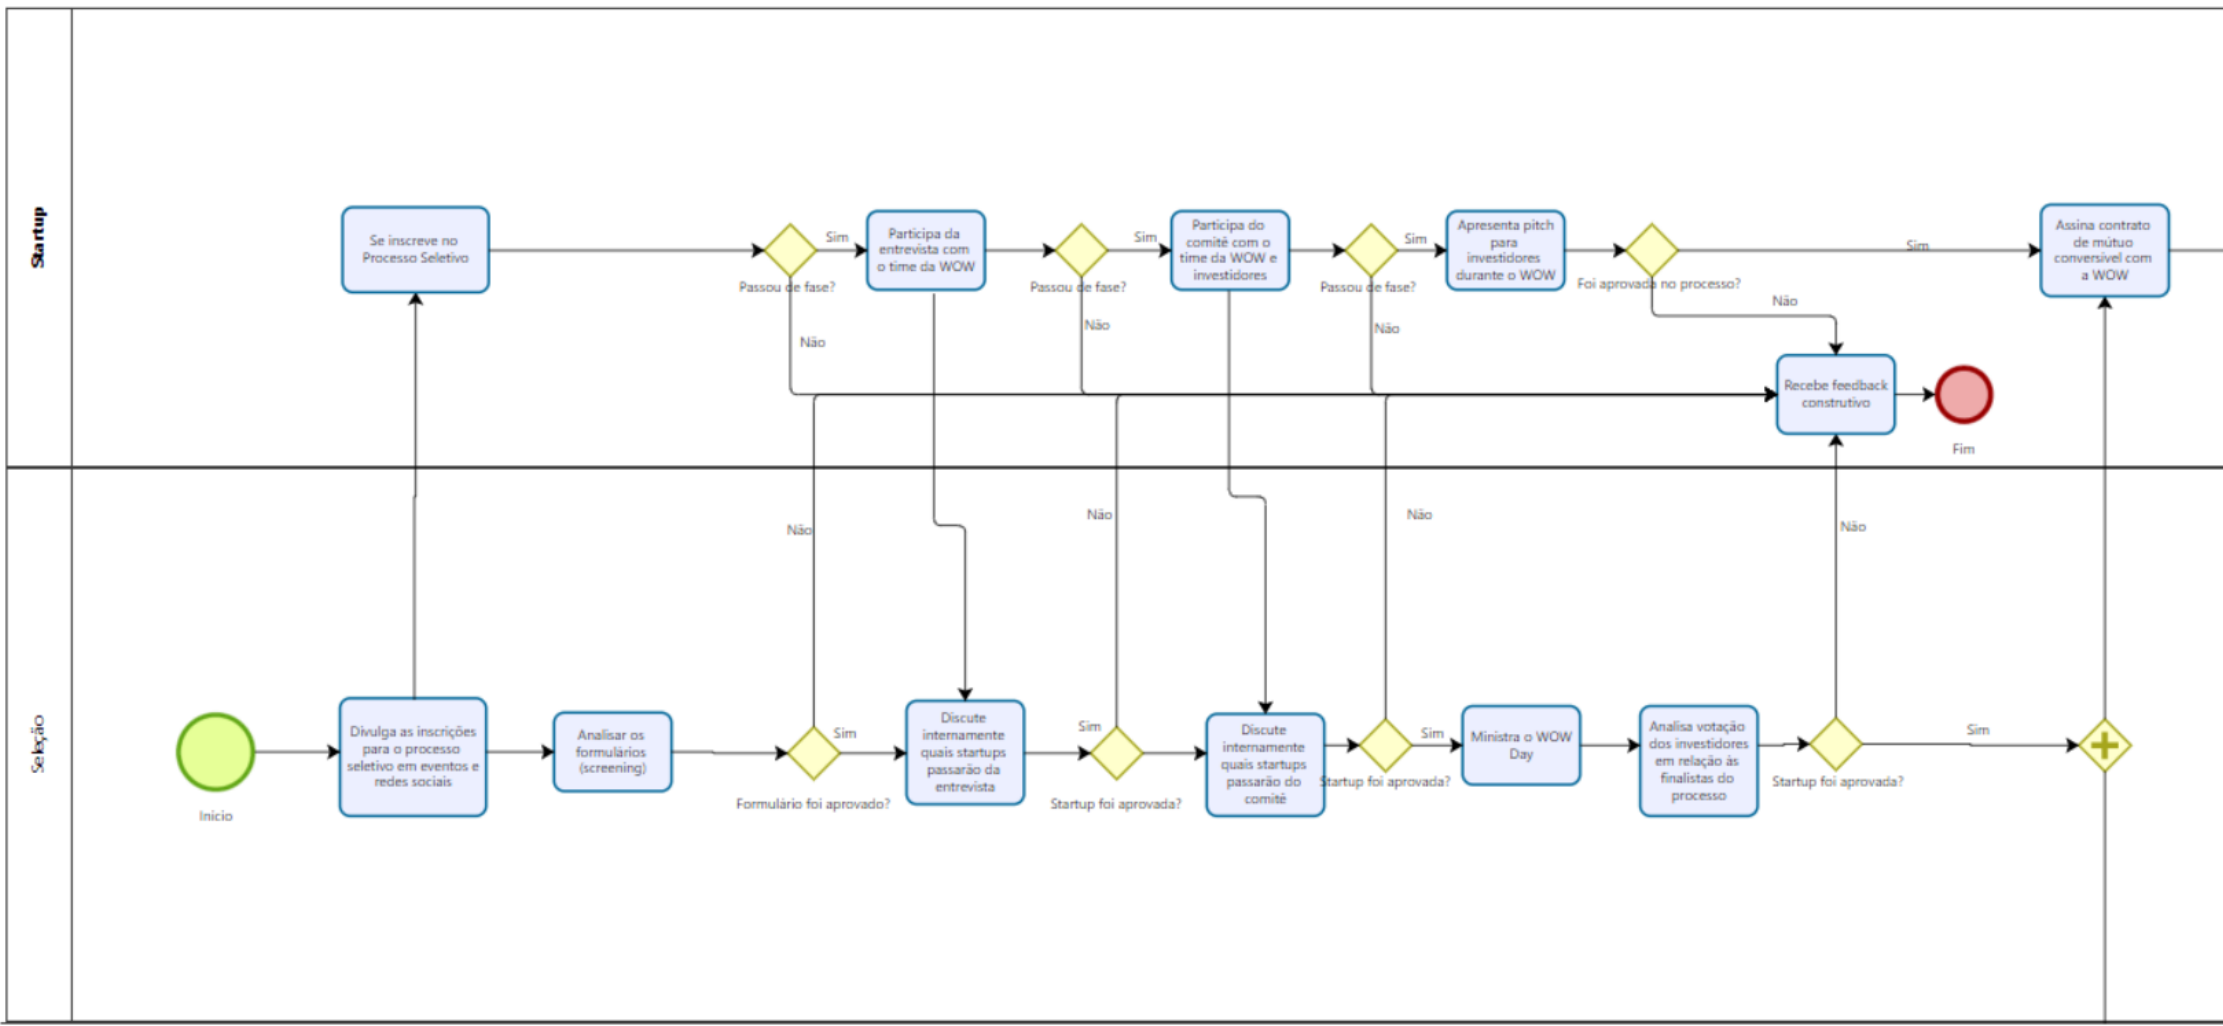 Startup
Se inscreve no
Processo Seletivo
Passou de fase?
Sim
Não
Participa da
entrevista com
o time da WOW
Passou de fase?
Sim
Não
Participa do
comitê com o
time da WOW e
investidores
Passou de fase?
Sim
Não
Apresenta pitch
para
investidores
durante o WOW
Foi aprovada no processo?
Sim
Não
Assina contrato
de mútuo
conversível com
a WOW
Recebe feedback
construtivo
Fim
Seleção
Inicio
Divulga as inscrições
para o processo
seletivo em eventos e
redes sociais
Analisar os
formulários
(screening)
Formulário foi aprovado?
Não
Sim
Discute
internamente
quais startups
passarão da
entrevista
Startup foi aprovada?
Não
Sim
Discute
internamente
quais startups
passarão do
comitê
Startup foi aprovada?
Não
Sim
Ministra o WOW
Day
Analisa votação
dos investidores
em relação às
finalistas do
processo
Startup foi aprovada?
Não
Sim